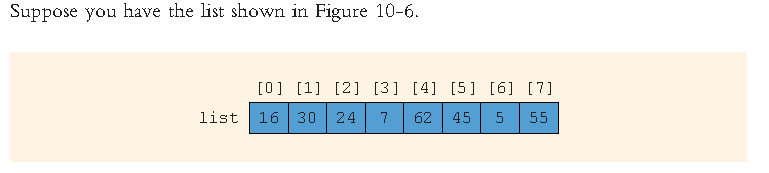 Suppose you have the list shown in Figure 10-6.
[0] [1] [2] [3] [4] [5] [6] [7]
list 16 30 24 7 62 45 5 55